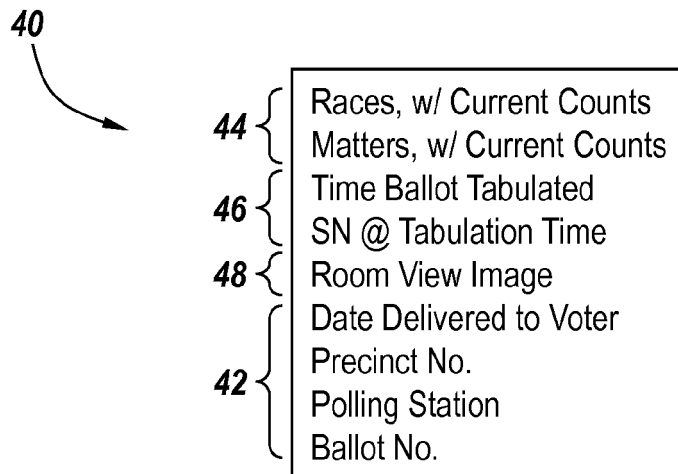 40
44
Races, w/ Current Counts
Matters, w/ Current Counts
46
Time Ballot Tabulated
SN @ Tabulation Time
48
Room View Image
42
Date Delivered to Voter
Precinct No.
Polling Station
Ballot No.